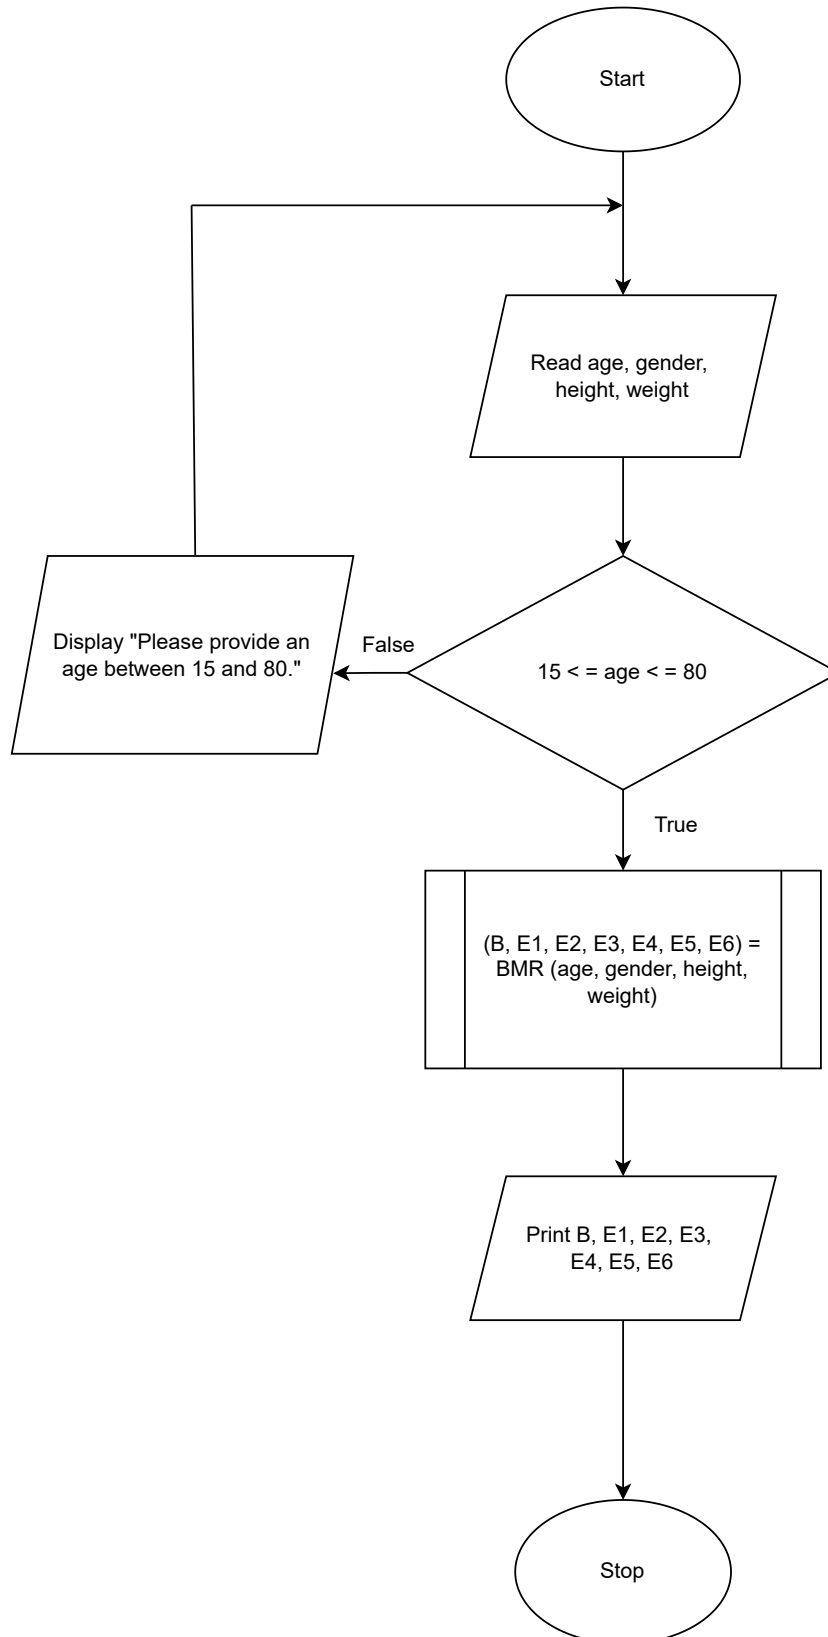 Start
Read age, gender,
height, weight
Display "Please provide an
age between 15 and 80."
False
15 < = age < = 80
True
(B, E1, E2, E3, E4, E5, E6) =
BMR (age, gender, height,
weight)
Print B, E1, E2, E3,
E4, E5, E6
Stop